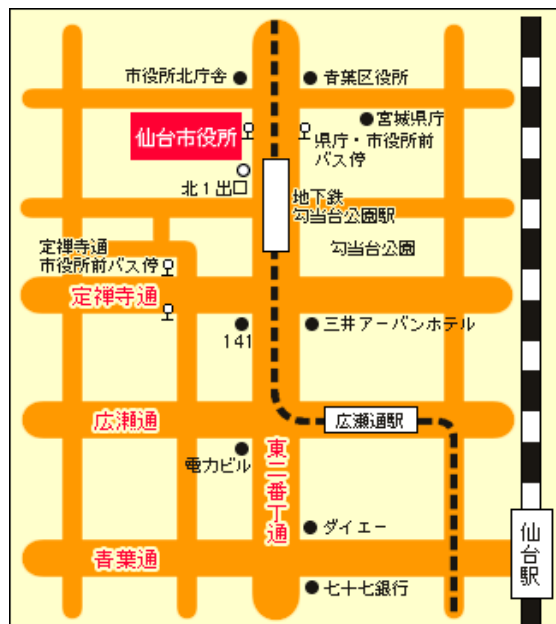 市役所北庁舎
青葉区役所
宮城県庁
仙台市役所
県庁・市役所前
バス停
北1出口
地下鉄
勾当台公園駅
定禅寺通
市役所前バス停
勾当台公園
定禅寺通
141
三井アーバンホテル
広瀬通
広瀬通駅
東二番丁通
電力ビル
ダイエー
仙台駅
青葉通
七十七銀行